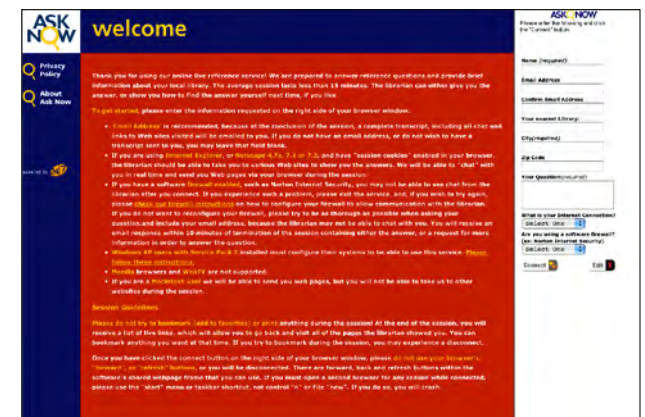 ASK
NOW
welcome
Privacy
Policy
About
Ask Now
powered by
Thank you for using our online live reference service! We are prepared to answer reference questions and provide brief
information about your local library. The average session lasts less than 15 minutes. The librarian can either give you the
answer, or show you how to find the answer yourself next time, if you like.
To get started, please enter the information requested on the right side of your browser window.
• "Email Address" is recommended, because at the conclusion of the session, a complete transcript, including all chat and
links to Web sites visited will be emailed to you. If you do not have an email address, or do not wish to have a
transcript sent to you, you may leave that field blank.
• If you are using Internet Explorer, or Netscape 4.7x, 7.1 or 7.2, and have "session cookies" enabled in your browser,
the librarian should be able to take you to various Web sites to show you the answers. We will be able to "chat" with
you in real time and send you Web pages via your browser during the session.
• If you have a software firewall enabled, such as Norton Internet Security, you may not be able to see chat from the
librarian after you connect. If you experience such a problem, please exit the service, and, if you wish to try again,
please check our firewall instructions on how to configure your firewall to allow communication with the librarian.
If you do not want to reconfigure your firewall, please try to be as thorough as possible when asking your
question and include your email address, because the librarian may not be able to chat with you. You will receive an
email response within 10 minutes of termination of the session containing either the answer, or a request for more
information in order to answer the question.
• Windows XP users with Service Pack 2 installed must configure their systems to be able to use this service. Please
follow these instructions.
• Mozilla browsers and WebTV are not supported.
• If you are a Macintosh user we will be able to send you web pages, but you will not be able to take us to other
websites during the session.
Session Guidelines
Please do not try to bookmark (add to favorites) or print anything during the session! At the end of the session, you will
receive a list of live links, which will allow you to go back and visit all of the pages the librarian showed you. You can
bookmark anything you want at that time. If you try to bookmark during the session, you may experience a disconnect.
Once you have clicked the connect button on the right side of your browser window, please do not use your browser's
"forward", or "refresh" buttons, or you will be disconnected. There are forward, back and refresh buttons within the
software's shared webpage frame that you can use. If you must open a second browser for any reason while connected,
please use the "start" menu or taskbar shortcut, not control "n" or File "new". If you do so, you will crash.
ASK NOW
Please enter the following and click
the "Connect" button.
Name (required)
Email Address
Confirm Email Address
Your nearest Library:
City(required)
Zip Code
Your Question(required)
What is your Internet Connection?
Select One
Are you using a software firewall?
(ex: Norton Internet Security)
Select One
Connect
Exit